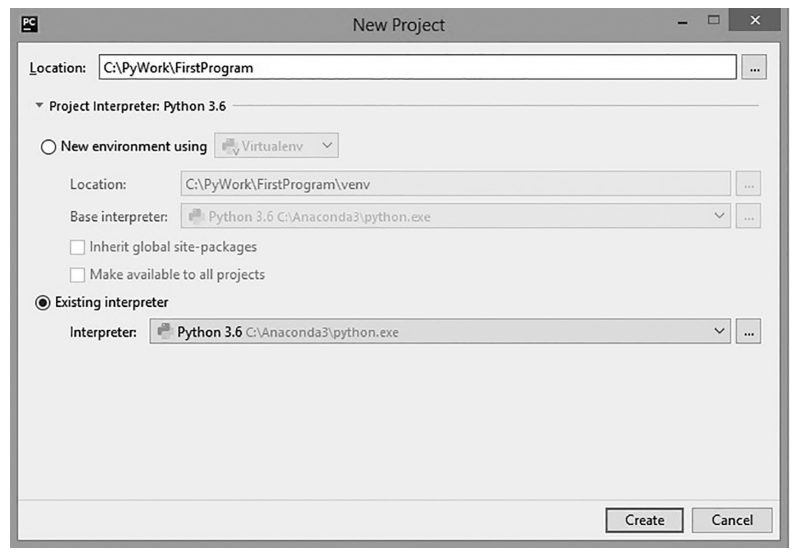 PC
New Project
Location: C:\PyWork\FirstProgram ...
Project Interpreter: Python 3.6
New environment using Virtualenv
Location: C:\PyWork\FirstProgram\venv ...
Base interpreter: Python 3.6 C:\Anaconda3\python.exe ...
Inherit global site-packages
Make available to all projects
Existing interpreter
Interpreter: Python 3.6 C:\Anaconda3\python.exe ...
Create Cancel